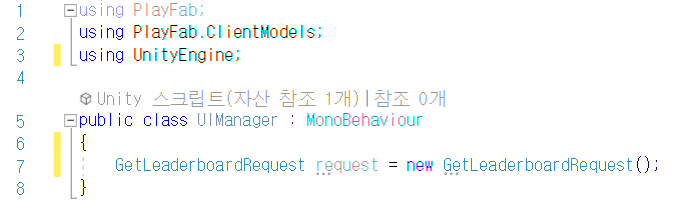 1 using PlayFab;
2 using PlayFab.ClientModels;
3 using UnityEngine;
4
Unity 스크립트(자산 참조 1개)|참조 0개
5 public class UIManager : MonoBehaviour
6 {
7 GetLeaderboardRequest request = new GetLeaderboardRequest();
8 }